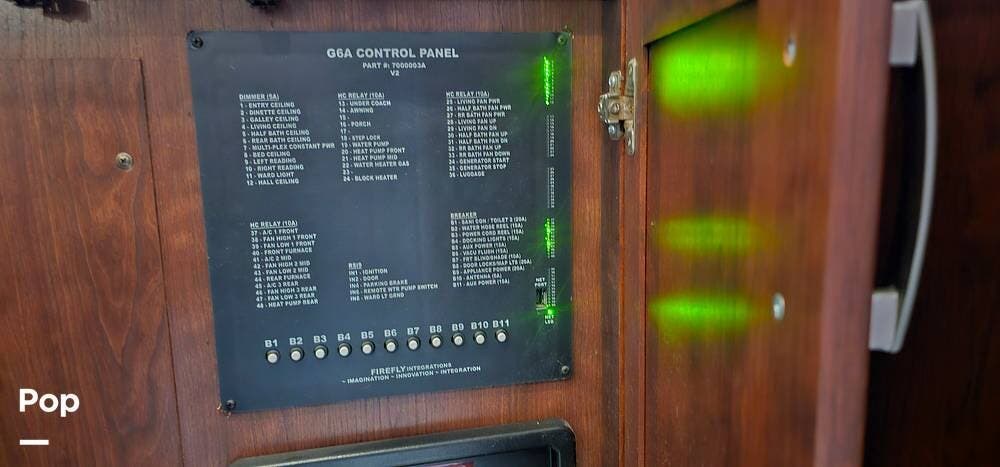 G6A CONTROL PANEL
PART #: 7000003A
V2
DIMMER (5A)
1 - ENTRY CEILING
2 - DINETTE CEILING
3 - GALLEY CEILING
4 - LIVING CEILING
5 - HALF BATH CEILING
6 - REAR BATH CEILING
7 - MULTI-PLEX CONSTANT PWR
8 - BED CEILING
9 - LEFT READING
10 - RIGHT READING
11 - WARD LIGHT
12 - HALL CEILING
HC RELAY (10A)
13 - UNDER COACH
14 - AWNING
15 -
16 - PORCH
17 -
18 - STEP LOCK
19 - WATER PUMP
20 - HEAT PUMP FRONT
21 - HEAT PUMP MID
22 - WATER HEATER GAS
23 -
24 - BLOCK HEATER
HC RELAY (10A)
25 - LIVING FAN PWR
26 - HALF BATH FAN PWR
27 - RR BATH FAN PWR
28 - LIVING FAN UP
29 - LIVING FAN DN
30 - HALF BATH FAN UP
31 - HALF BATH FAN DN
32 - RR BATH FAN UP
33 - RR BATH FAN DOWN
34 - GENERATOR START
35 - GENERATOR STOP
36 - LUGGAGE
HC RELAY (10A)
37 - A/C 1 FRONT
38 - FAN HIGH 1 FRONT
39 - FAN LOW 1 FRONT
40 - FRONT FURNACE
41 - A/C 2 MID
42 - FAN HIGH 2 MID
43 - FAN LOW 2 MID
44 - REAR FURNACE
45 - A/C 3 REAR
46 - FAN HIGH 3 REAR
47 - FAN LOW 3 REAR
48 - HEAT PUMP REAR
IN1 - IGNITION
IN2 - DOOR
IN4 - PARKING BRAKE
IN5 - REMOTE WTR PUMP SWITCH
IN6 - WARD LT GRND
BREAKER
B1 - SANI CON / TOILET 2 (20A)
B2 - WATER HOSE REEL (15A)
B3 - POWER CORD REEL (15A)
B4 - DOCKING LIGHTS (15A)
B5 - AUX POWER (15A)
B6 - VACU FLUSH (15A)
B7 - FRT BLIND/SHADE (10A)
B8 - DOOR LOCKS/MAP LTS (20A)
B9 - APPLIANCE POWER (20A)
B10 - ANTENNA (5A)
B11 - AUX POWER (15A)
NET
PORT
NET
LED
B1 B2 B3 B4 B5 B6 B7 B8 B9 B10 B11
FIREFLY INTEGRATIONS
~ IMAGINATION ~ INNOVATION ~ INTEGRATION
Pop